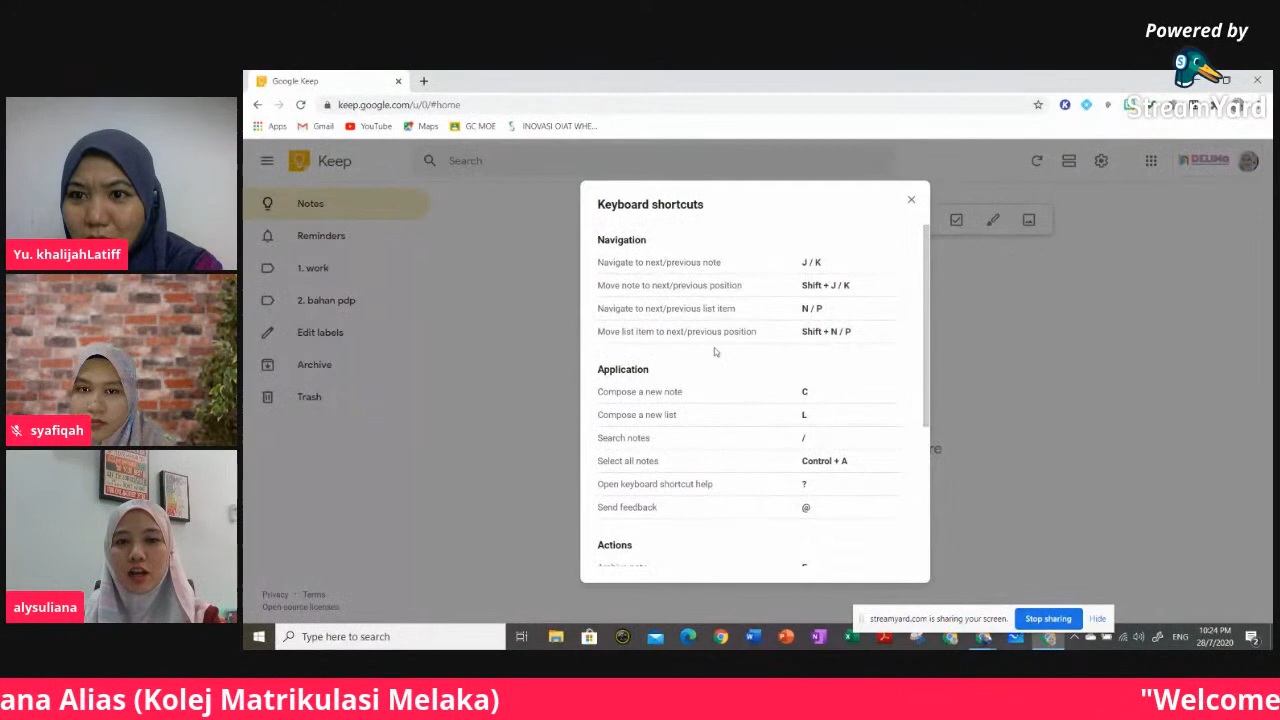 Powered by
StreamYard
Google Keep
keep.google.com/u/0/#home
Apps Gmail YouTube Maps GC MOE INOVASI OIAT WHE...
Keep
Search
DELIMa
Notes
Reminders
1. work
2. bahan pdp
Edit labels
Archive
Trash
Keyboard shortcuts
Navigation
Navigate to next/previous note J / K
Move note to next/previous position Shift + J / K
Navigate to next/previous list item N / P
Move list item to next/previous position Shift + N / P
Application
Compose a new note C
Compose a new list L
Search notes /
Select all notes Control + A
Open keyboard shortcut help ?
Send feedback @
Actions
Archive note E
re
Privacy · Terms
Open-source licenses
streamyard.com is sharing your screen. Stop sharing Hide
Type here to search
ENG
10:24 PM
28/7/2020
Yu. khalijahLatiff
syafiqah
alysuliana
ana Alias (Kolej Matrikulasi Melaka) "Welcome